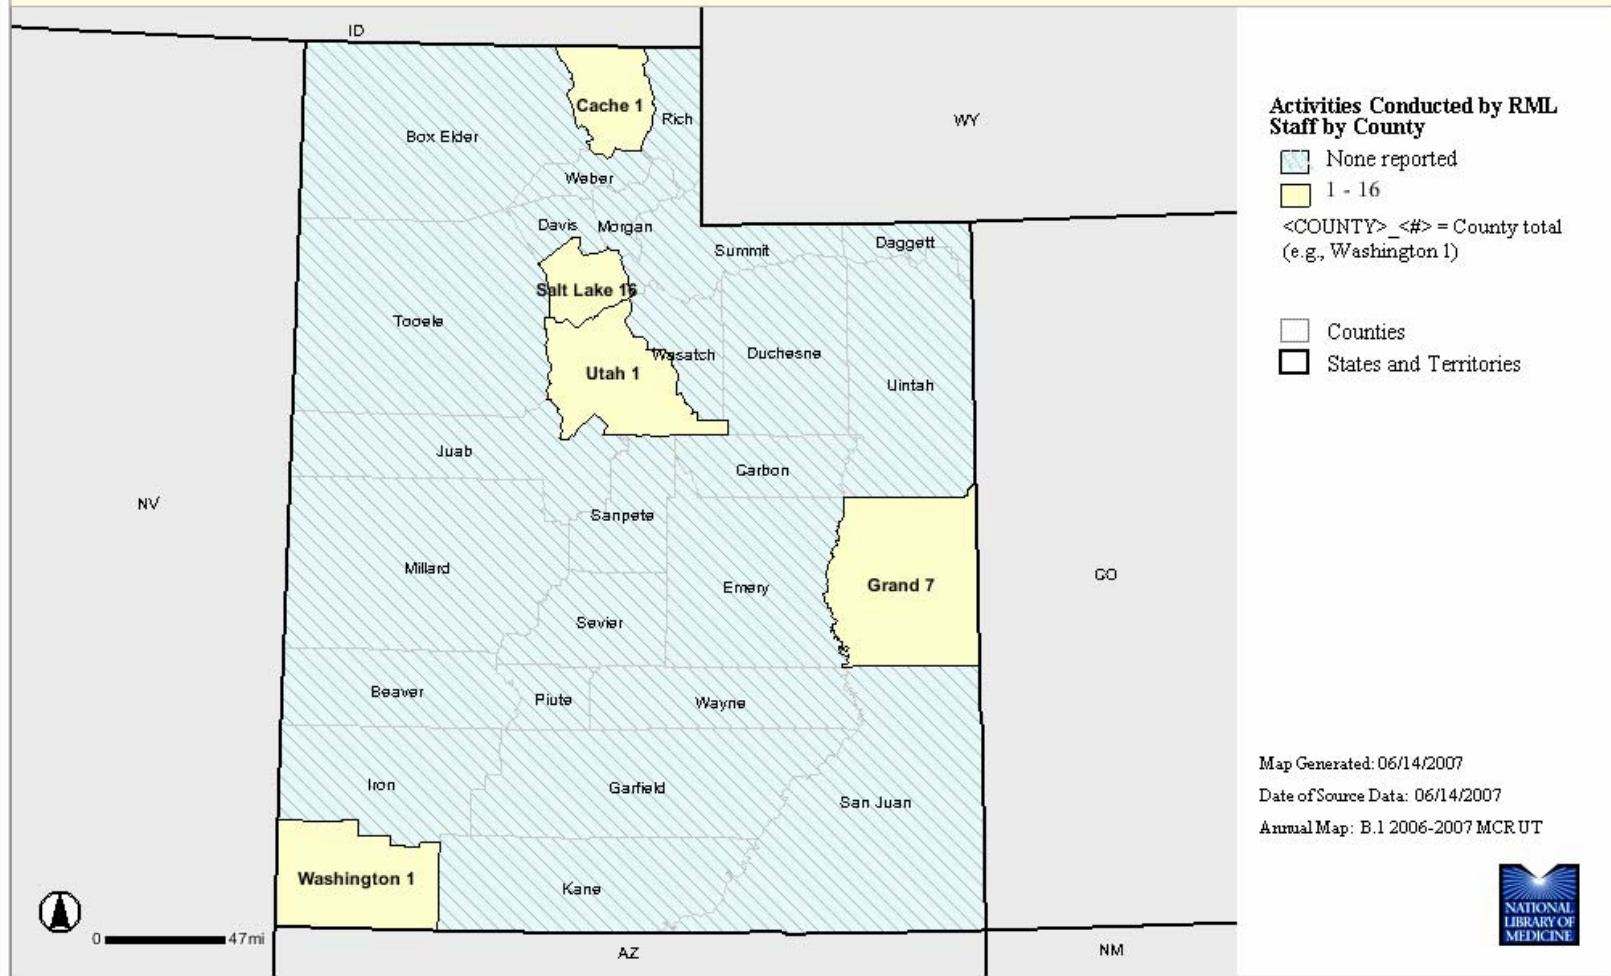 ID
WY
Cache 1
Rich
Box Elder
Weber
Davis
Morgan
Summit
Daggett
Salt Lake 16
Tooele
Wasatch
Duchesne
Utah 1
Uintah
Juab
Carbon
NV
Sanpete
Millard
Emery
Grand 7
CO
Sevier
Beaver
Piute
Wayne
Iron
Garfield
San Juan
Washington 1
Kane
0
47mi
AZ
NM
Activities Conducted by RML
Staff by County
None reported
1 - 16
<COUNTY>_<#> = County total
(e.g., Washington 1)
Counties
States and Territories
Map Generated: 06/14/2007
Date of Source Data: 06/14/2007
Annual Map: B.1 2006-2007 MCR UT
NATIONAL
LIBRARY OF
MEDICINE